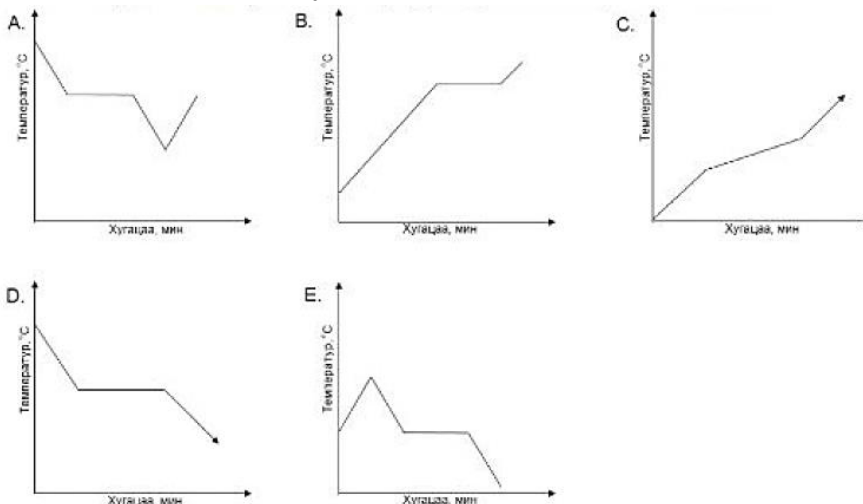 A.
Температур,°C
Хугацаа, мин
B.
Температур,°C
Хугацаа, мин
C.
Температур,°C
Хугацаа, мин
D.
Температур,°C
Хугацаа, мин
E.
Температур,°C
Хугацаа, мин